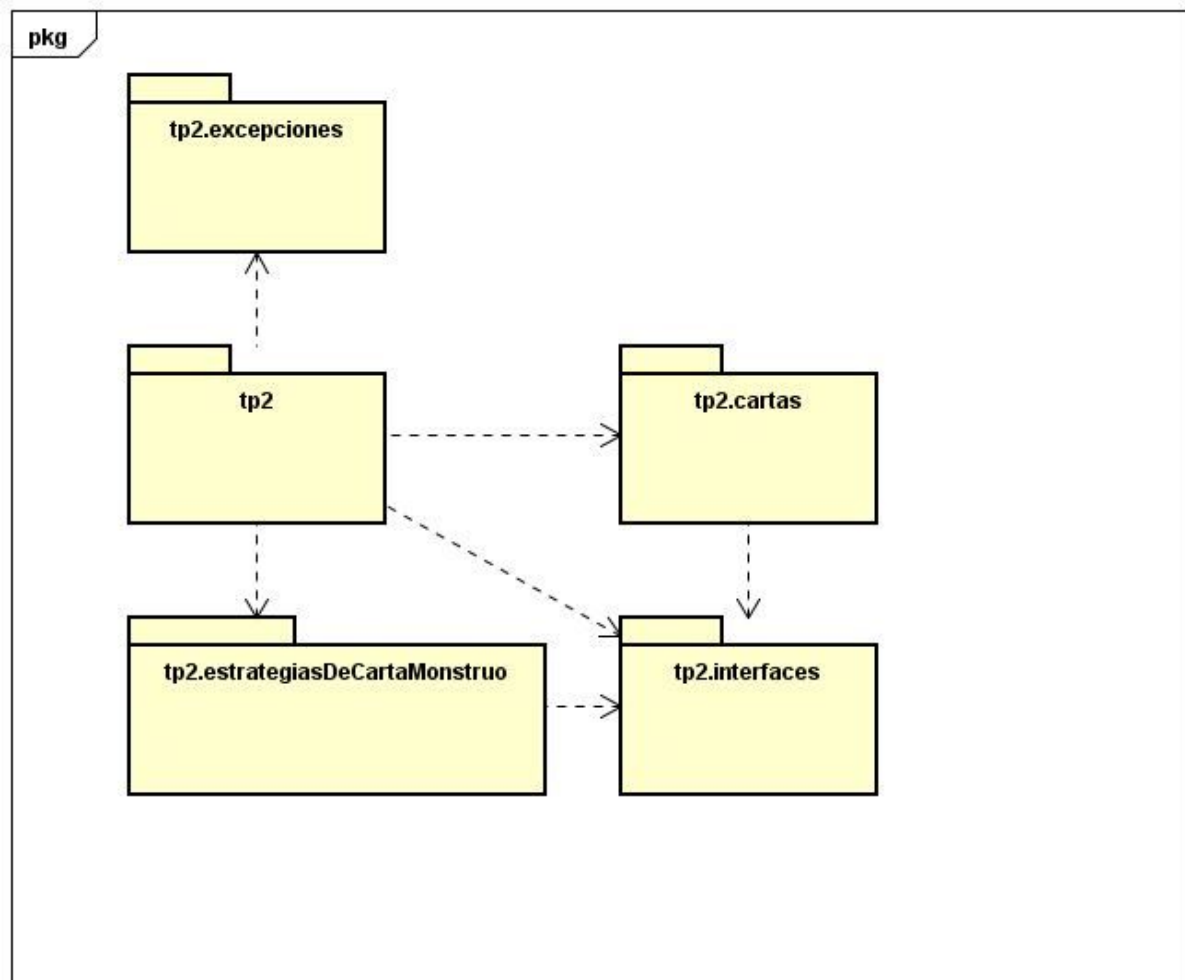 pkg
tp2.excepciones
tp2
tp2.cartas
tp2.estrategiasDeCartaMonstruo
tp2.interfaces